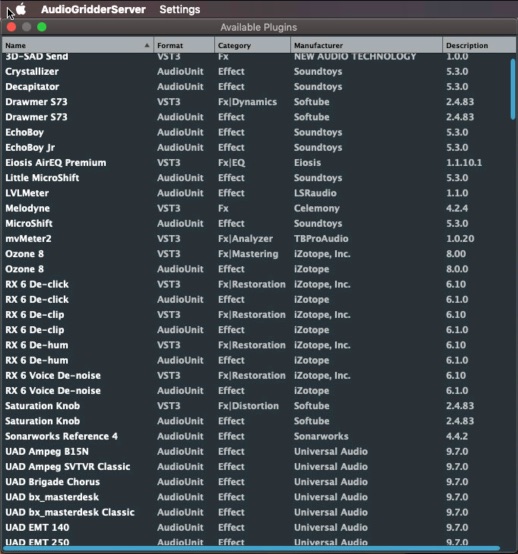 AudioGridderServer Settings
Available Plugins
Name Format Category Manufacturer Description
3D-SAD Send VST3 Fx NEW AUDIO TECHNOLOGY 1.0.0
Crystallizer AudioUnit Effect Soundtoys 5.3.0
Decapitator AudioUnit Effect Soundtoys 5.3.0
Drawmer S73 VST3 Fx|Dynamics Softube 2.4.83
Drawmer S73 AudioUnit Effect Softube 2.4.83
EchoBoy AudioUnit Effect Soundtoys 5.3.0
EchoBoy Jr AudioUnit Effect Soundtoys 5.3.0
Eiosis AirEQ Premium VST3 Fx|EQ Eiosis 1.1.10.1
Little MicroShift AudioUnit Effect Soundtoys 5.3.0
LVLMeter AudioUnit Effect LSRaudio 1.1.0
Melodyne VST3 Fx Celemony 4.2.4
MicroShift AudioUnit Effect Soundtoys 5.3.0
mvMeter2 VST3 Fx|Analyzer TBProAudio 1.0.20
Ozone 8 VST3 Fx|Mastering iZotope, Inc. 8.00
Ozone 8 AudioUnit Effect iZotope 8.0.0
RX 6 De-click VST3 Fx|Restoration iZotope, Inc. 6.10
RX 6 De-click AudioUnit Effect iZotope 6.1.0
RX 6 De-clip VST3 Fx|Restoration iZotope, Inc. 6.10
RX 6 De-clip AudioUnit Effect iZotope 6.1.0
RX 6 De-hum VST3 Fx|Restoration iZotope, Inc. 6.10
RX 6 De-hum AudioUnit Effect iZotope 6.1.0
RX 6 Voice De-noise VST3 Fx|Restoration iZotope, Inc. 6.10
RX 6 Voice De-noise AudioUnit Effect iZotope 6.1.0
Saturation Knob VST3 Fx|Distortion Softube 2.4.83
Saturation Knob AudioUnit Effect Softube 2.4.83
Sonarworks Reference 4 AudioUnit Effect Sonarworks 4.4.2
UAD Ampeg B15N AudioUnit Effect Universal Audio 9.7.0
UAD Ampeg SVTVR Classic AudioUnit Effect Universal Audio 9.7.0
UAD Brigade Chorus AudioUnit Effect Universal Audio 9.7.0
UAD bx_masterdesk AudioUnit Effect Universal Audio 9.7.0
UAD bx_masterdesk Classic AudioUnit Effect Universal Audio 9.7.0
UAD EMT 140 AudioUnit Effect Universal Audio 9.7.0
UAD EMT 250 AudioUnit Effect Universal Audio 9.7.0